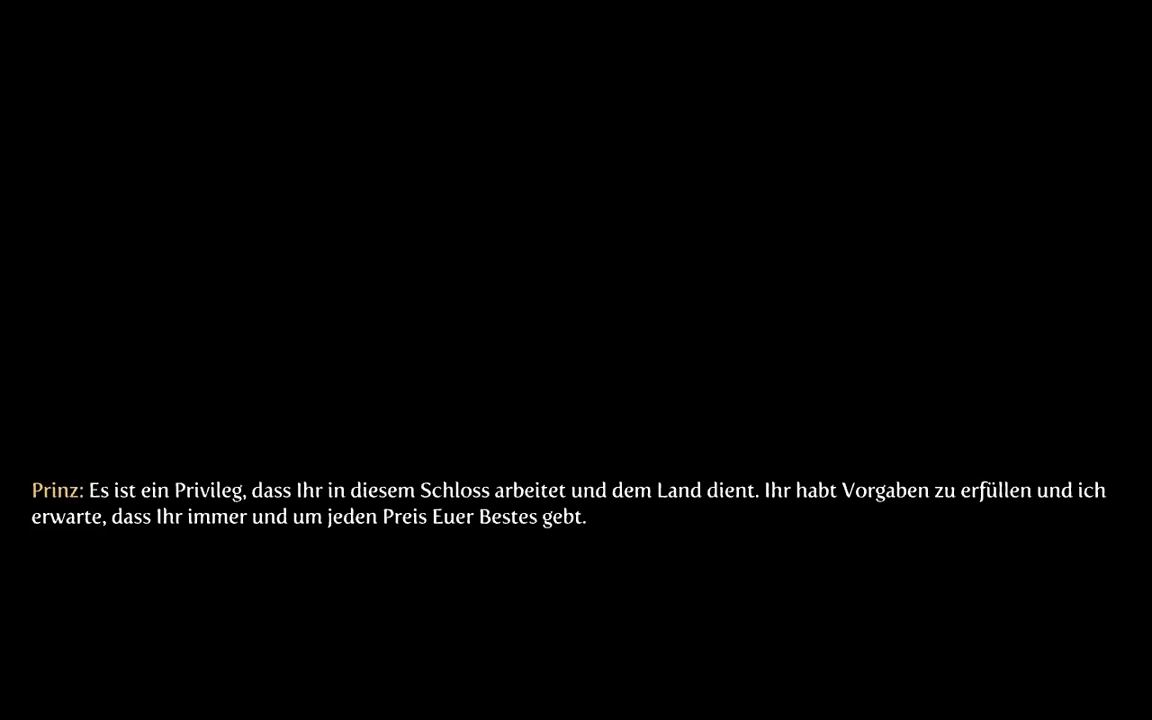 Prinz: Es ist ein Privileg, dass Ihr in diesem Schloss arbeitet und dem Land dient. Ihr habt Vorgaben zu erfüllen und ich
erwarte, dass Ihr immer und um jeden Preis Euer Bestes gebt.